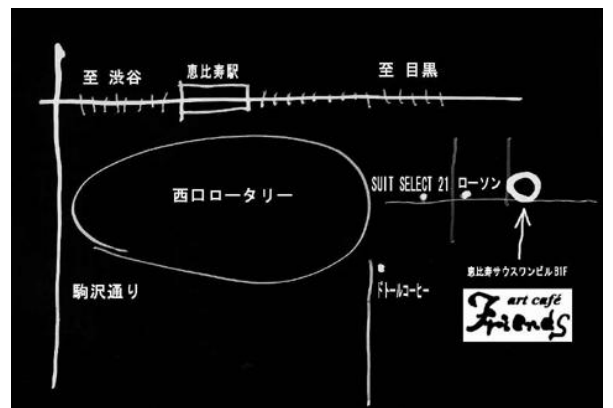 至 渋谷
恵比寿駅
至 目黒
西口ロータリー
SUIT SELECT 21
ローソン
駒沢通り
ドトールコーヒー
恵比寿サウスワンビルB1F
art café
Friends